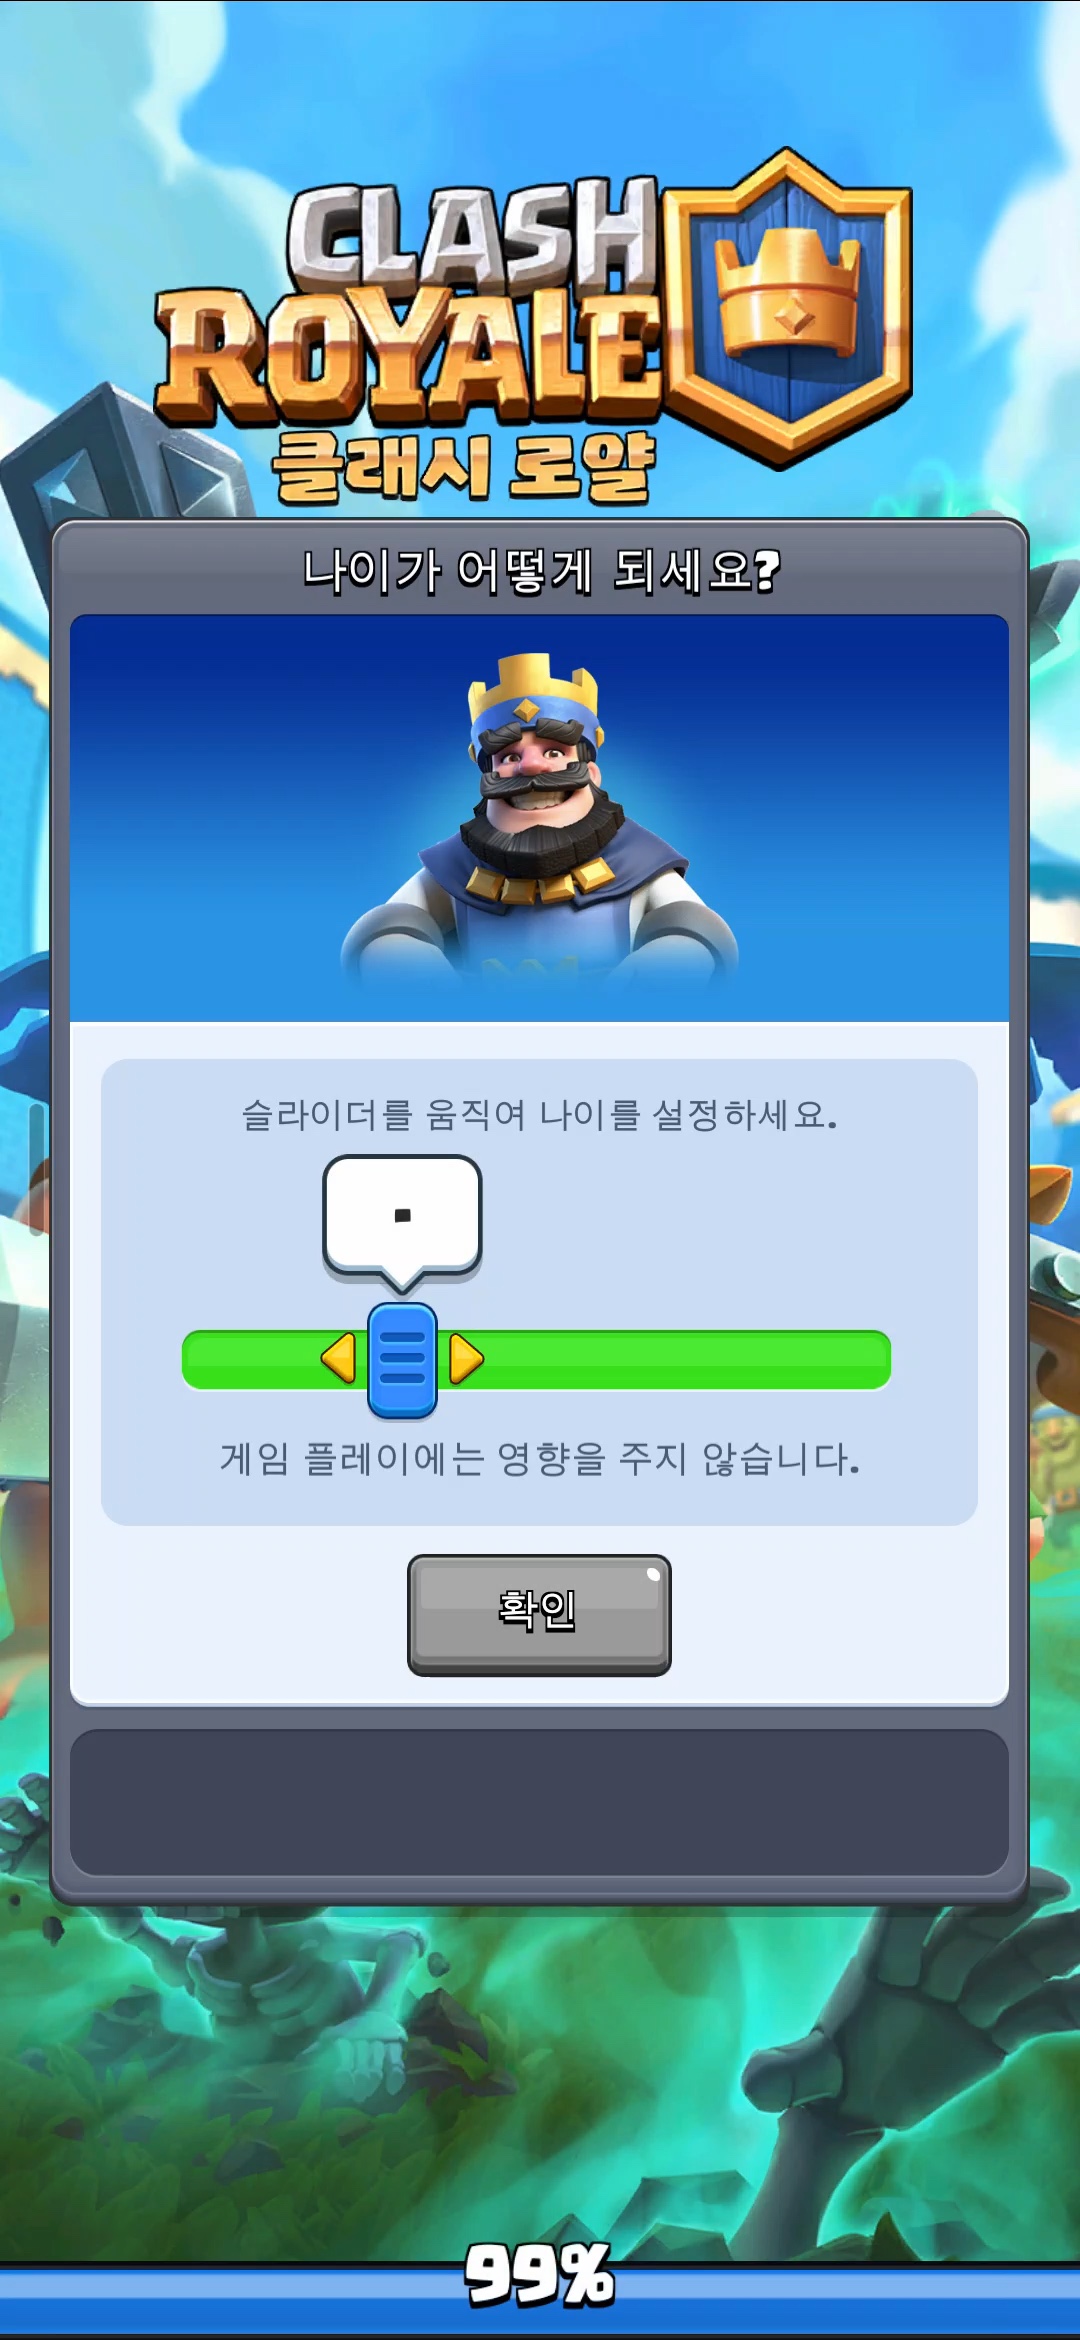 CLASH
ROYALE
클래시 로얄
나이가 어떻게 되세요?
슬라이더를 움직여 나이를 설정하세요.
-
게임 플레이에는 영향을 주지 않습니다.
확인
99%